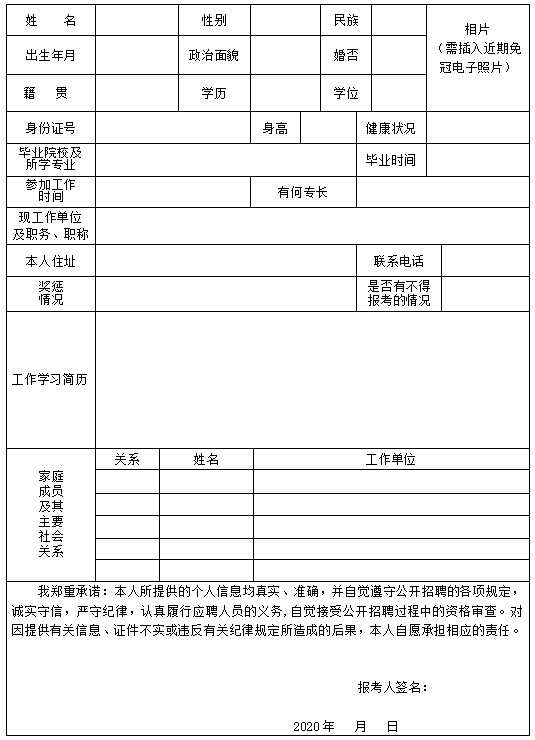 姓 名 性别 民族 相片
（需插入近期免
冠电子照片）
出生年月 政治面貌 婚否
籍 贯 学历 学位
身份证号 身高 健康状况
毕业院校及
所学专业 毕业时间
参加工作
时间 有何专长
现工作单位
及职务、职称
本人住址 联系电话
奖惩
情况 是否有不得
报考的情况
工作学习简历
家庭
成员
及其
主要
社会
关系
关系 姓名 工作单位
我郑重承诺：本人所提供的个人信息均真实、准确，并自觉遵守公开招聘的各项规定，
诚实守信，严守纪律，认真履行应聘人员的义务,自觉接受公开招聘过程中的资格审查。对
因提供有关信息、证件不实或违反有关纪律规定所造成的后果，本人自愿承担相应的责任。
报考人签名：
2020年 月 日